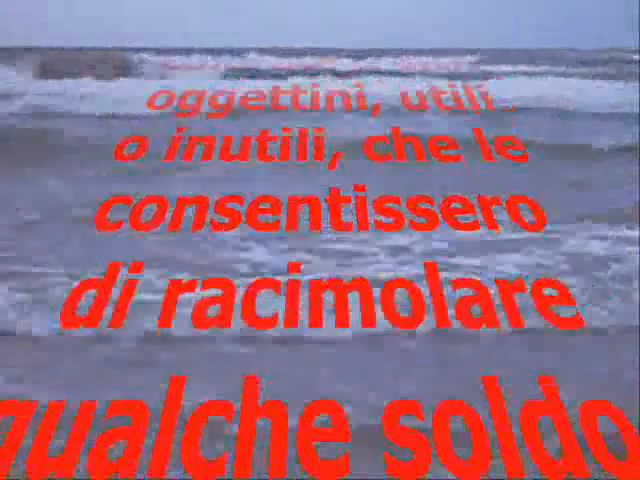 oggettini, utili
o inutili, che le
consentissero
di racimolare
qualche soldo